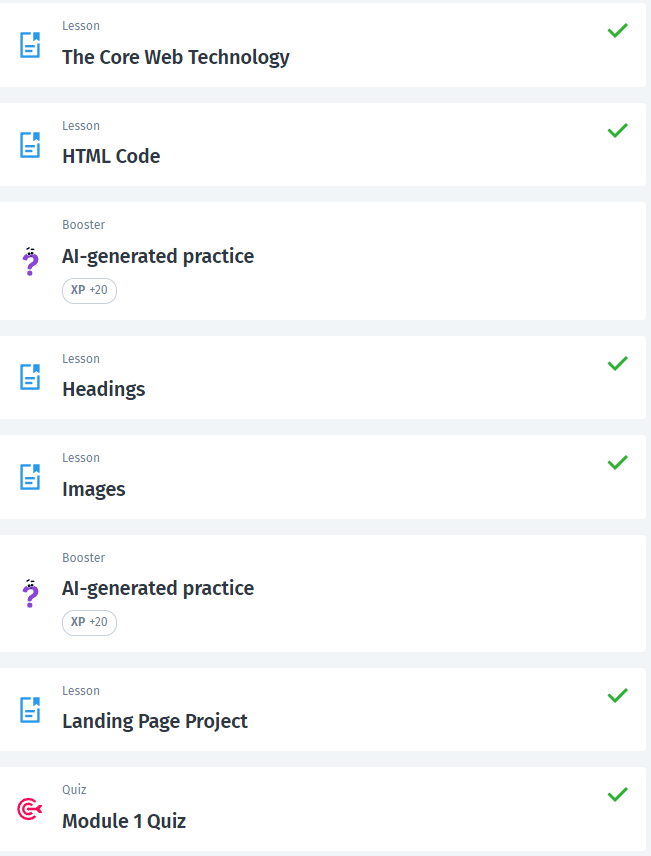 Lesson
The Core Web Technology
Lesson
HTML Code
Booster
AI-generated practice
XP +20
Lesson
Headings
Lesson
Images
Booster
AI-generated practice
XP +20
Lesson
Landing Page Project
Quiz
Module 1 Quiz